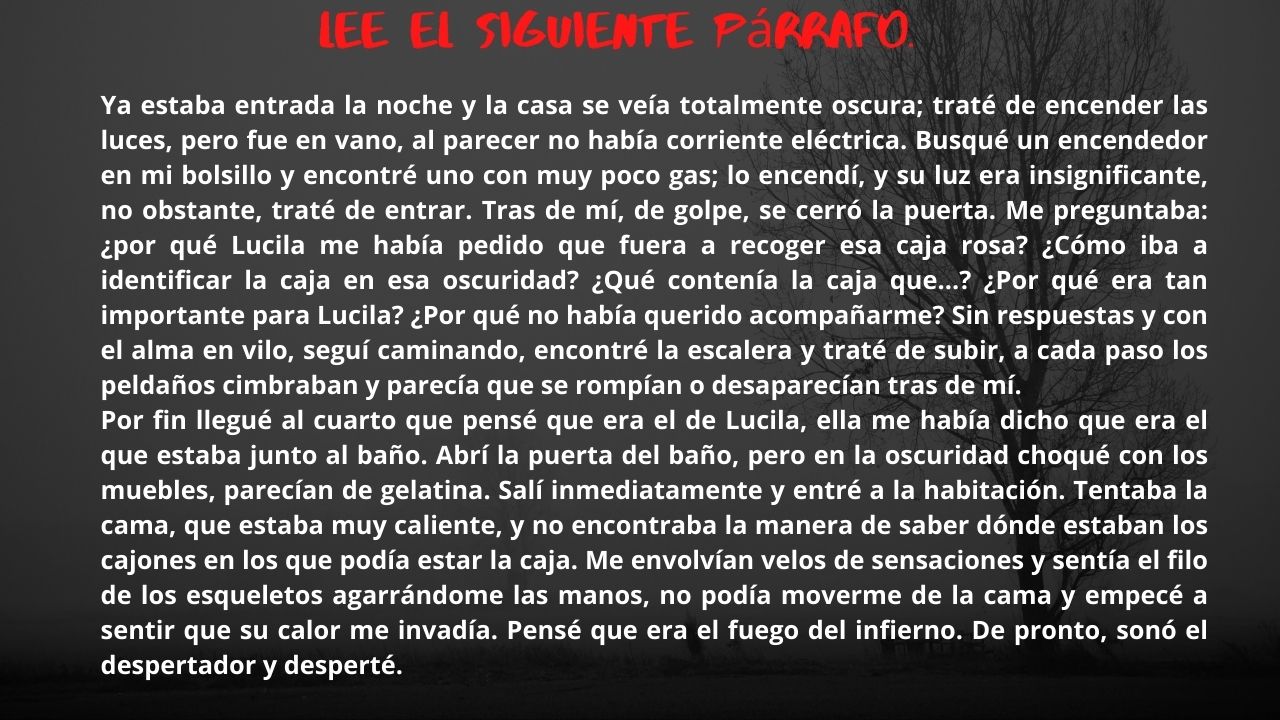 LEE EL SIGUIENTE PáRRAFO.
Ya estaba entrada la noche y la casa se veía totalmente oscura; traté de encender las
luces, pero fue en vano, al parecer no había corriente eléctrica. Busqué un encendedor
en mi bolsillo y encontré uno con muy poco gas; lo encendí, y su luz era insignificante,
no obstante, traté de entrar. Tras de mí, de golpe, se cerró la puerta. Me preguntaba:
¿por qué Lucila me había pedido que fuera a recoger esa caja rosa? ¿Cómo iba a
identificar la caja en esa oscuridad? ¿Qué contenía la caja que...? ¿Por qué era tan
importante para Lucila? ¿Por qué no había querido acompañarme? Sin respuestas y con
el alma en vilo, seguí caminando, encontré la escalera y traté de subir, a cada paso los
peldaños cimbraban y parecía que se rompían o desaparecían tras de mí.
Por fin llegué al cuarto que pensé que era el de Lucila, ella me había dicho que era el
que estaba junto al baño. Abrí la puerta del baño, pero en la oscuridad choqué con los
muebles, parecían de gelatina. Salí inmediatamente y entré a la habitación. Tentaba la
cama, que estaba muy caliente, y no encontraba la manera de saber dónde estaban los
cajones en los que podía estar la caja. Me envolvían velos de sensaciones y sentía el filo
de los esqueletos agarrándome las manos, no podía moverme de la cama y empecé a
sentir que su calor me invadía. Pensé que era el fuego del infierno. De pronto, sonó el
despertador y desperté.